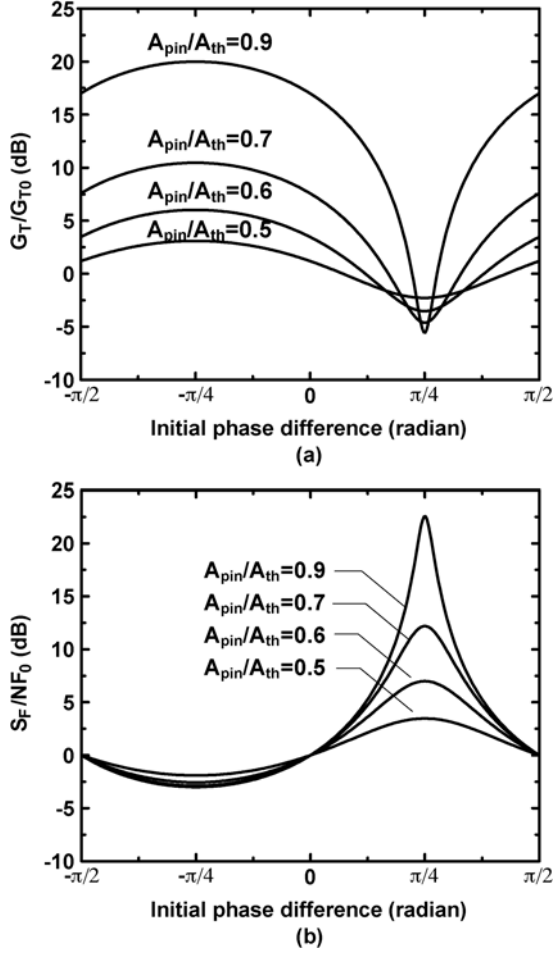 25
20
15
10
5
0
-5
-10
G_T/G_T0 (dB)
A_pin/A_th=0.9
A_pin/A_th=0.7
A_pin/A_th=0.6
A_pin/A_th=0.5
-π/2 -π/4 0 π/4 π/2
Initial phase difference (radian)
(a)
25
20
15
10
5
0
-5
-10
S_F/NF_0 (dB)
A_pin/A_th=0.9
A_pin/A_th=0.7
A_pin/A_th=0.6
A_pin/A_th=0.5
-π/2 -π/4 0 π/4 π/2
Initial phase difference (radian)
(b)